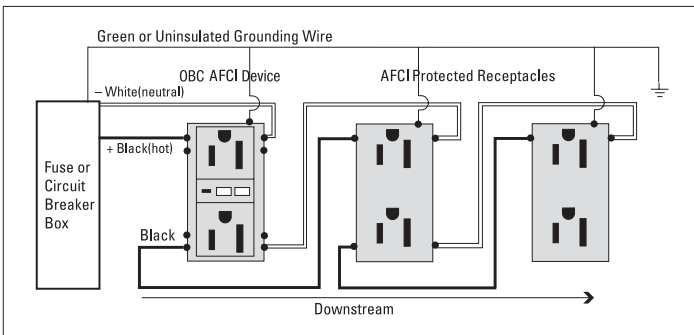 Green or Uninsulated Grounding Wire
OBC AFCI Device
AFCI Protected Receptacles
– White(neutral)
+ Black(hot)
Fuse or
Circuit
Breaker
Box
Black
Downstream